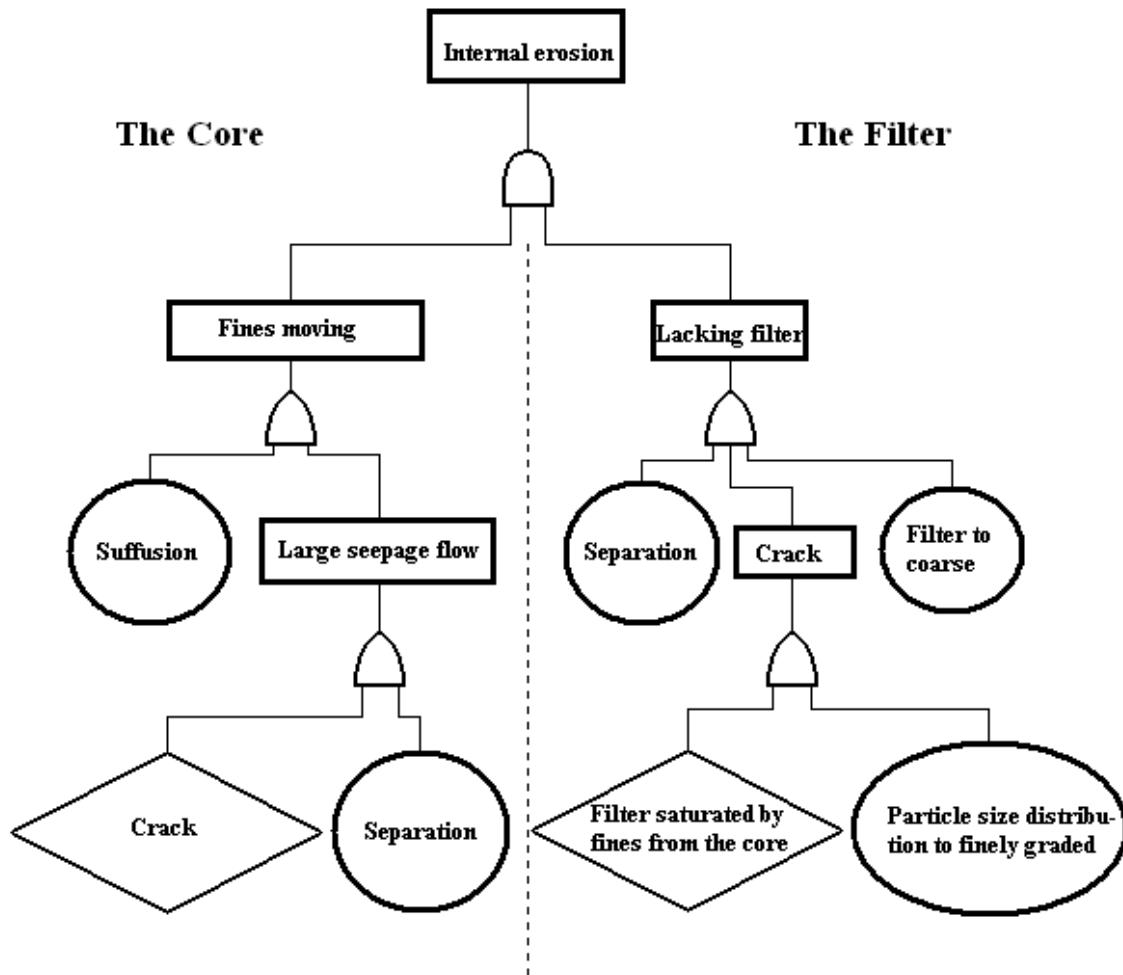 Internal erosion
The Core
The Filter
Fines moving
Lacking filter
Suffusion
Large seepage flow
Separation
Crack
Filter to
coarse
Crack
Separation
Filter saturated by
fines from the core
Particle size distribu-
tion to finely graded